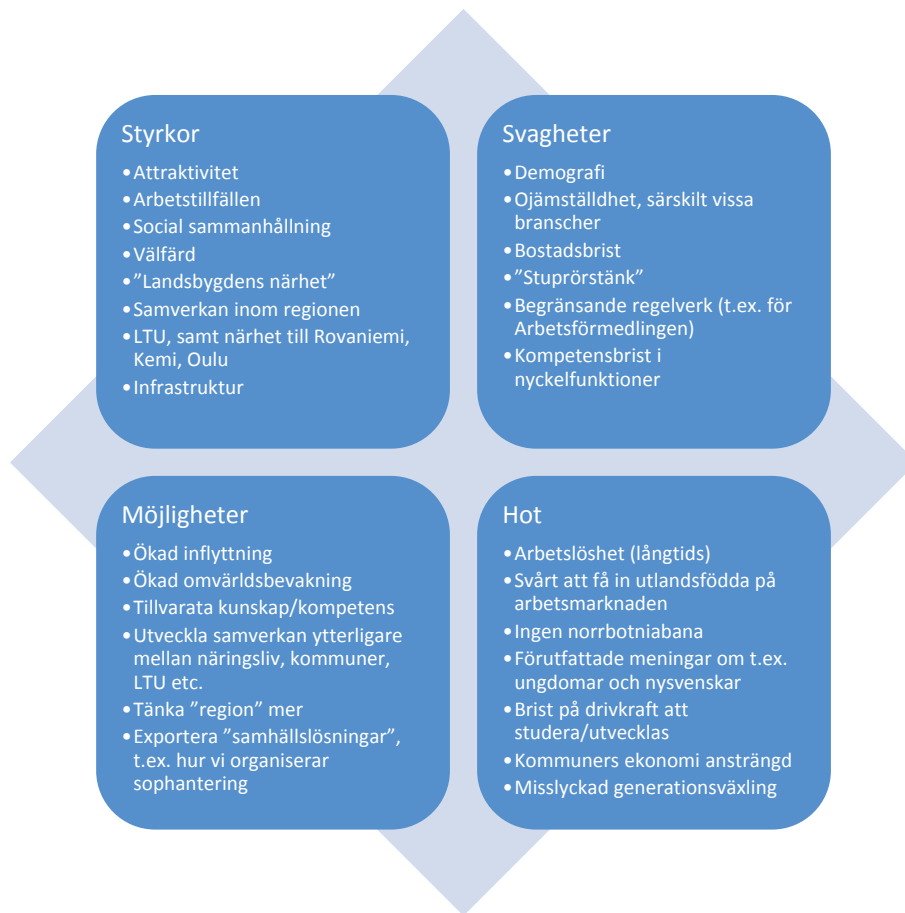 Styrkor
•Attraktivitet
•Arbetstillfällen
•Social sammanhållning
•Välfärd
•”Landsbygdens närhet”
•Samverkan inom regionen
•LTU, samt närhet till Rovaniemi,
Kemi, Oulu
•Infrastruktur
Svagheter
•Demografi
•Ojämställdhet, särskilt vissa
branscher
•Bostadsbrist
•”Stuprörstänk”
•Begränsande regelverk (t.ex. för
Arbetsförmedlingen)
•Kompetensbrist i
nyckelfunktioner
Möjligheter
•Ökad inflyttning
•Ökad omvärldsbevakning
•Tillvarata kunskap/kompetens
•Utveckla samverkan ytterligare
mellan näringsliv, kommuner,
LTU etc.
•Tänka ”region” mer
•Exportera ”samhällslösningar”,
t.ex. hur vi organiserar
sophantering
Hot
•Arbetslöshet (långtids)
•Svårt att få in utlandsfödda på
arbetsmarknaden
•Ingen norrbotniabana
•Förutfattade meningar om t.ex.
ungdomar och nysvenskar
•Brist på drivkraft att
studera/utvecklas
•Kommuners ekonomi ansträngd
•Misslyckad generationsväxling